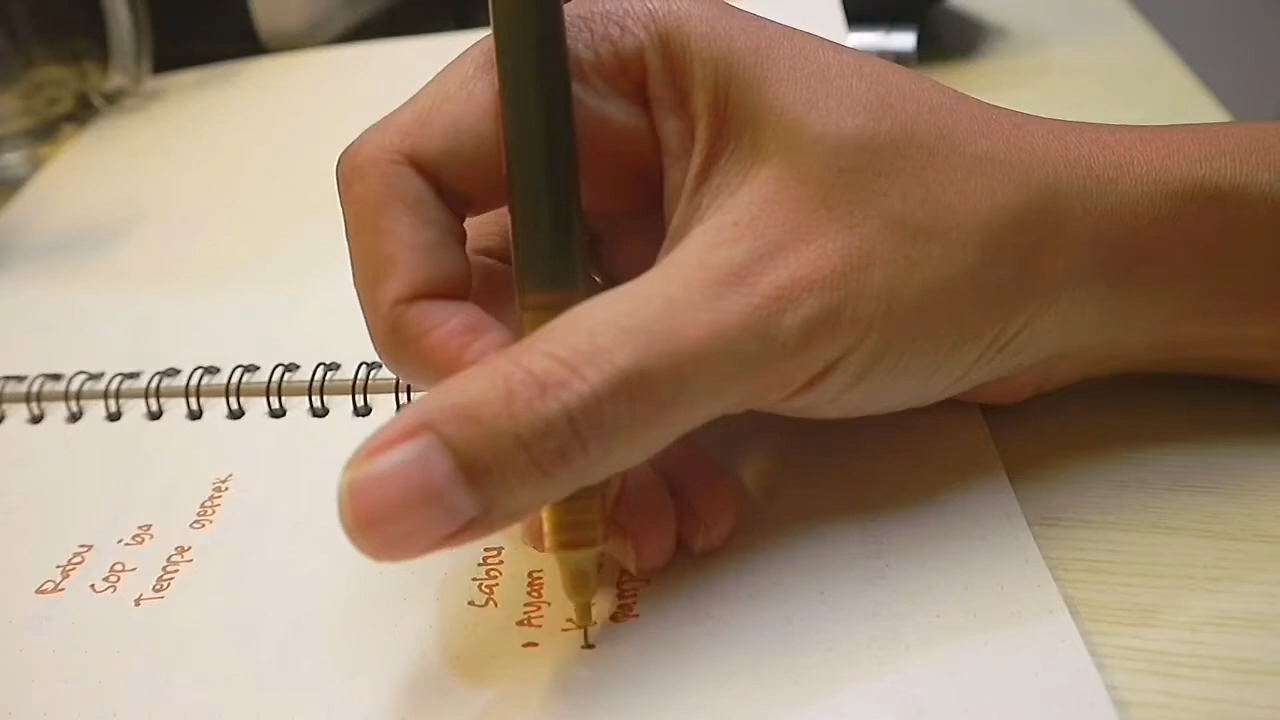 Rabu
Sop iga
Tempe geprek
Sabtu
• Ayam
K